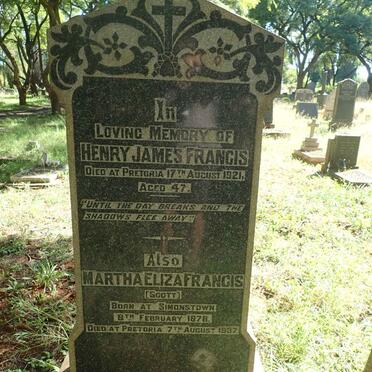 In
Loving Memory of
Henry James Francis
Died at Pretoria 17th August 1921,
Aged 47.
"Until the day breaks and the
shadows flee away"
Also
Martha Eliza Francis
(Scott)
Born at Simonstown
8th February 1878.
Died at Pretoria 7th August 1937.